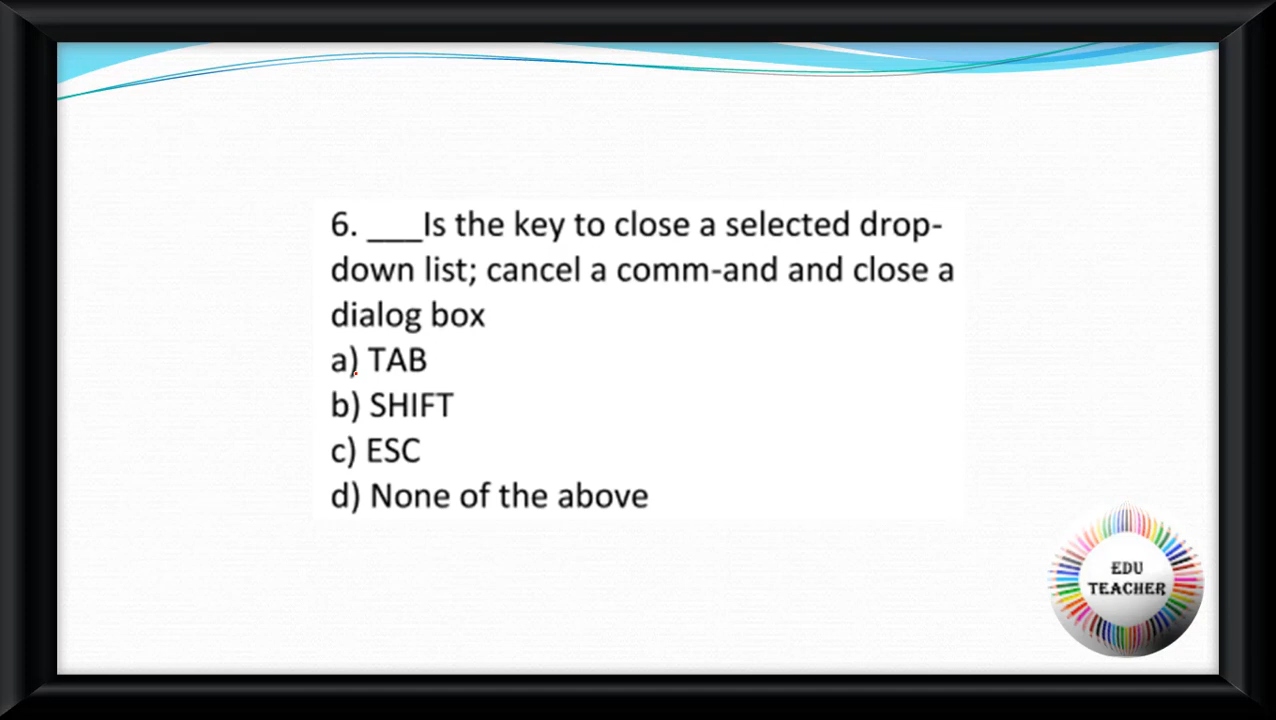 6. ___Is the key to close a selected drop-
down list; cancel a comm-and and close a
dialog box
a) TAB
b) SHIFT
c) ESC
d) None of the above
EDU
TEACHER